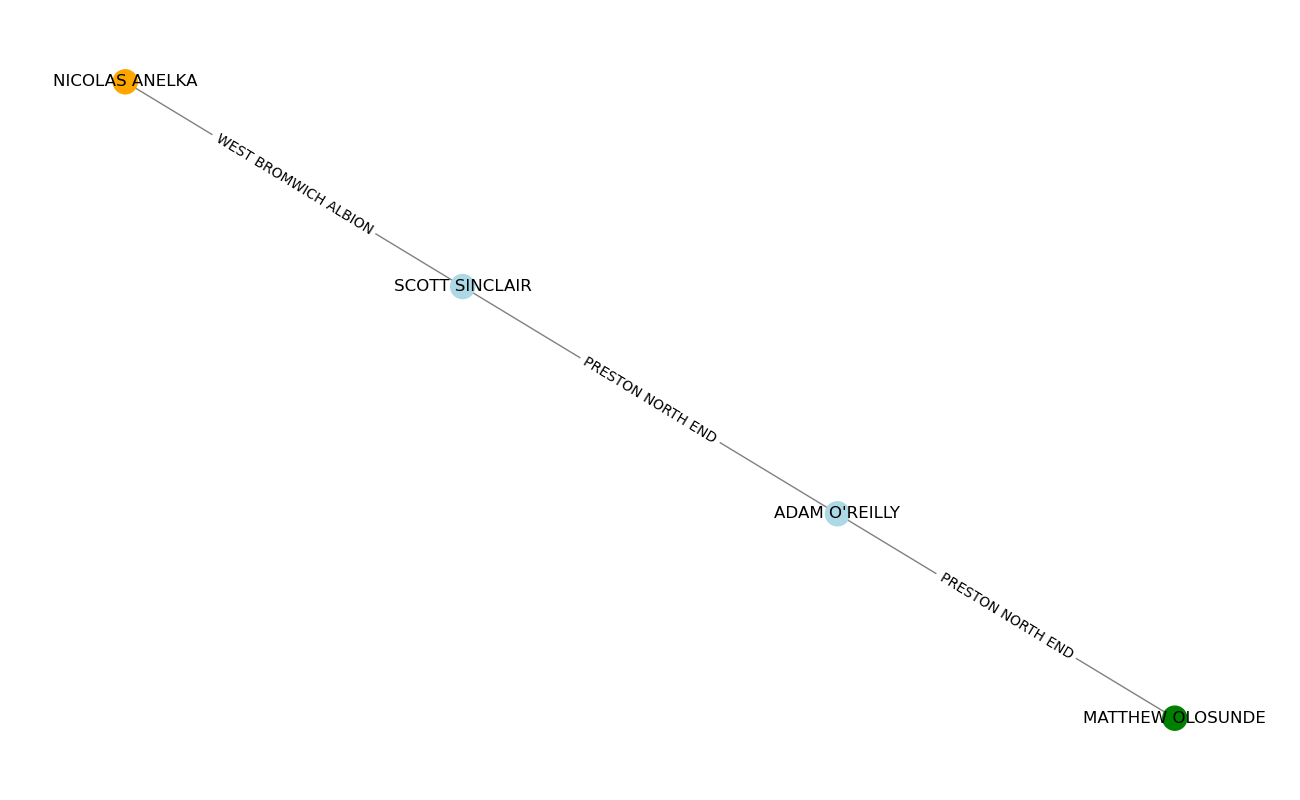 NICOLAS ANELKA
WEST BROMWICH ALBION
SCOTT SINCLAIR
PRESTON NORTH END
ADAM O'REILLY
PRESTON NORTH END
MATTHEW OLOSUNDE